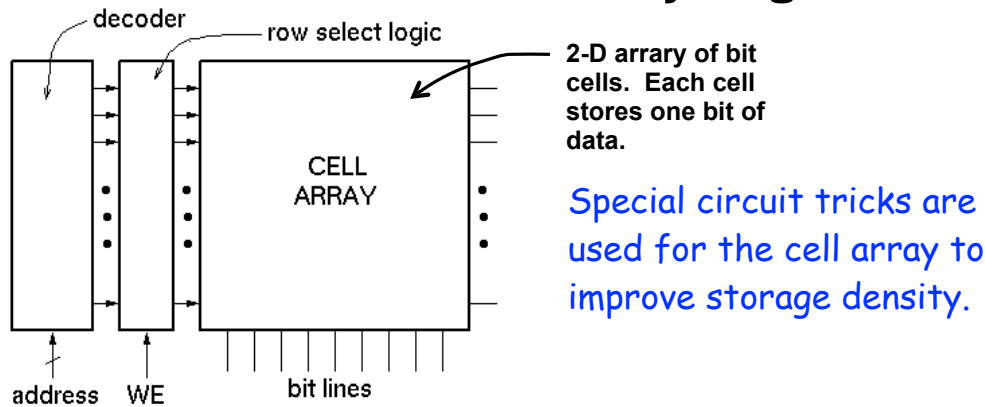 decoder
row select logic
2-D arrary of bit
cells. Each cell
stores one bit of
data.
CELL
ARRAY
Special circuit tricks are
used for the cell array to
improve storage density.
address
WE
bit lines